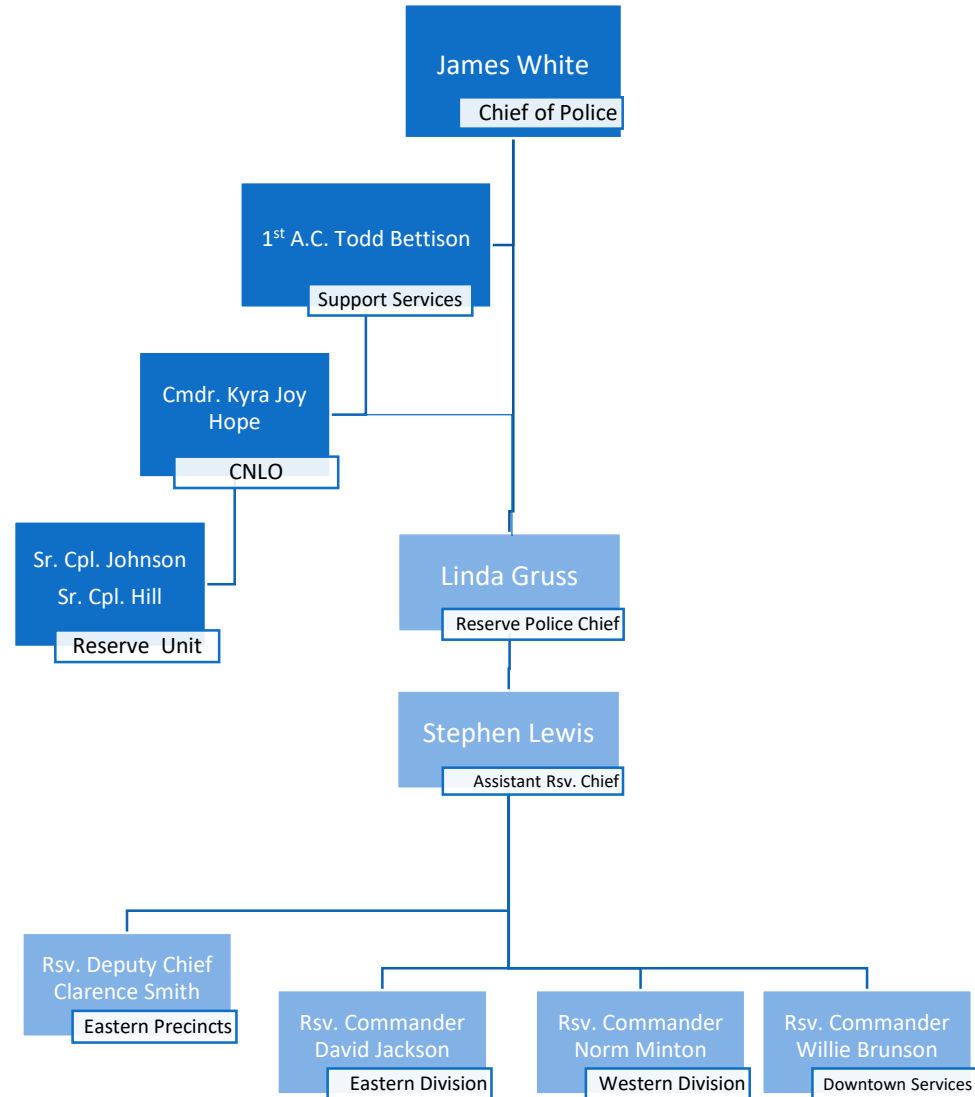 James White
Chief of Police
1st A.C. Todd Bettison
Support Services
Cmdr. Kyra Joy
Hope
CNLO
Sr. Cpl. Johnson
Sr. Cpl. Hill
Reserve Unit
Linda Gruss
Reserve Police Chief
Stephen Lewis
Assistant Rsv. Chief
Rsv. Deputy Chief
Clarence Smith
Eastern Precincts
Rsv. Commander
David Jackson
Eastern Division
Rsv. Commander
Norm Minton
Western Division
Rsv. Commander
Willie Brunson
Downtown Services